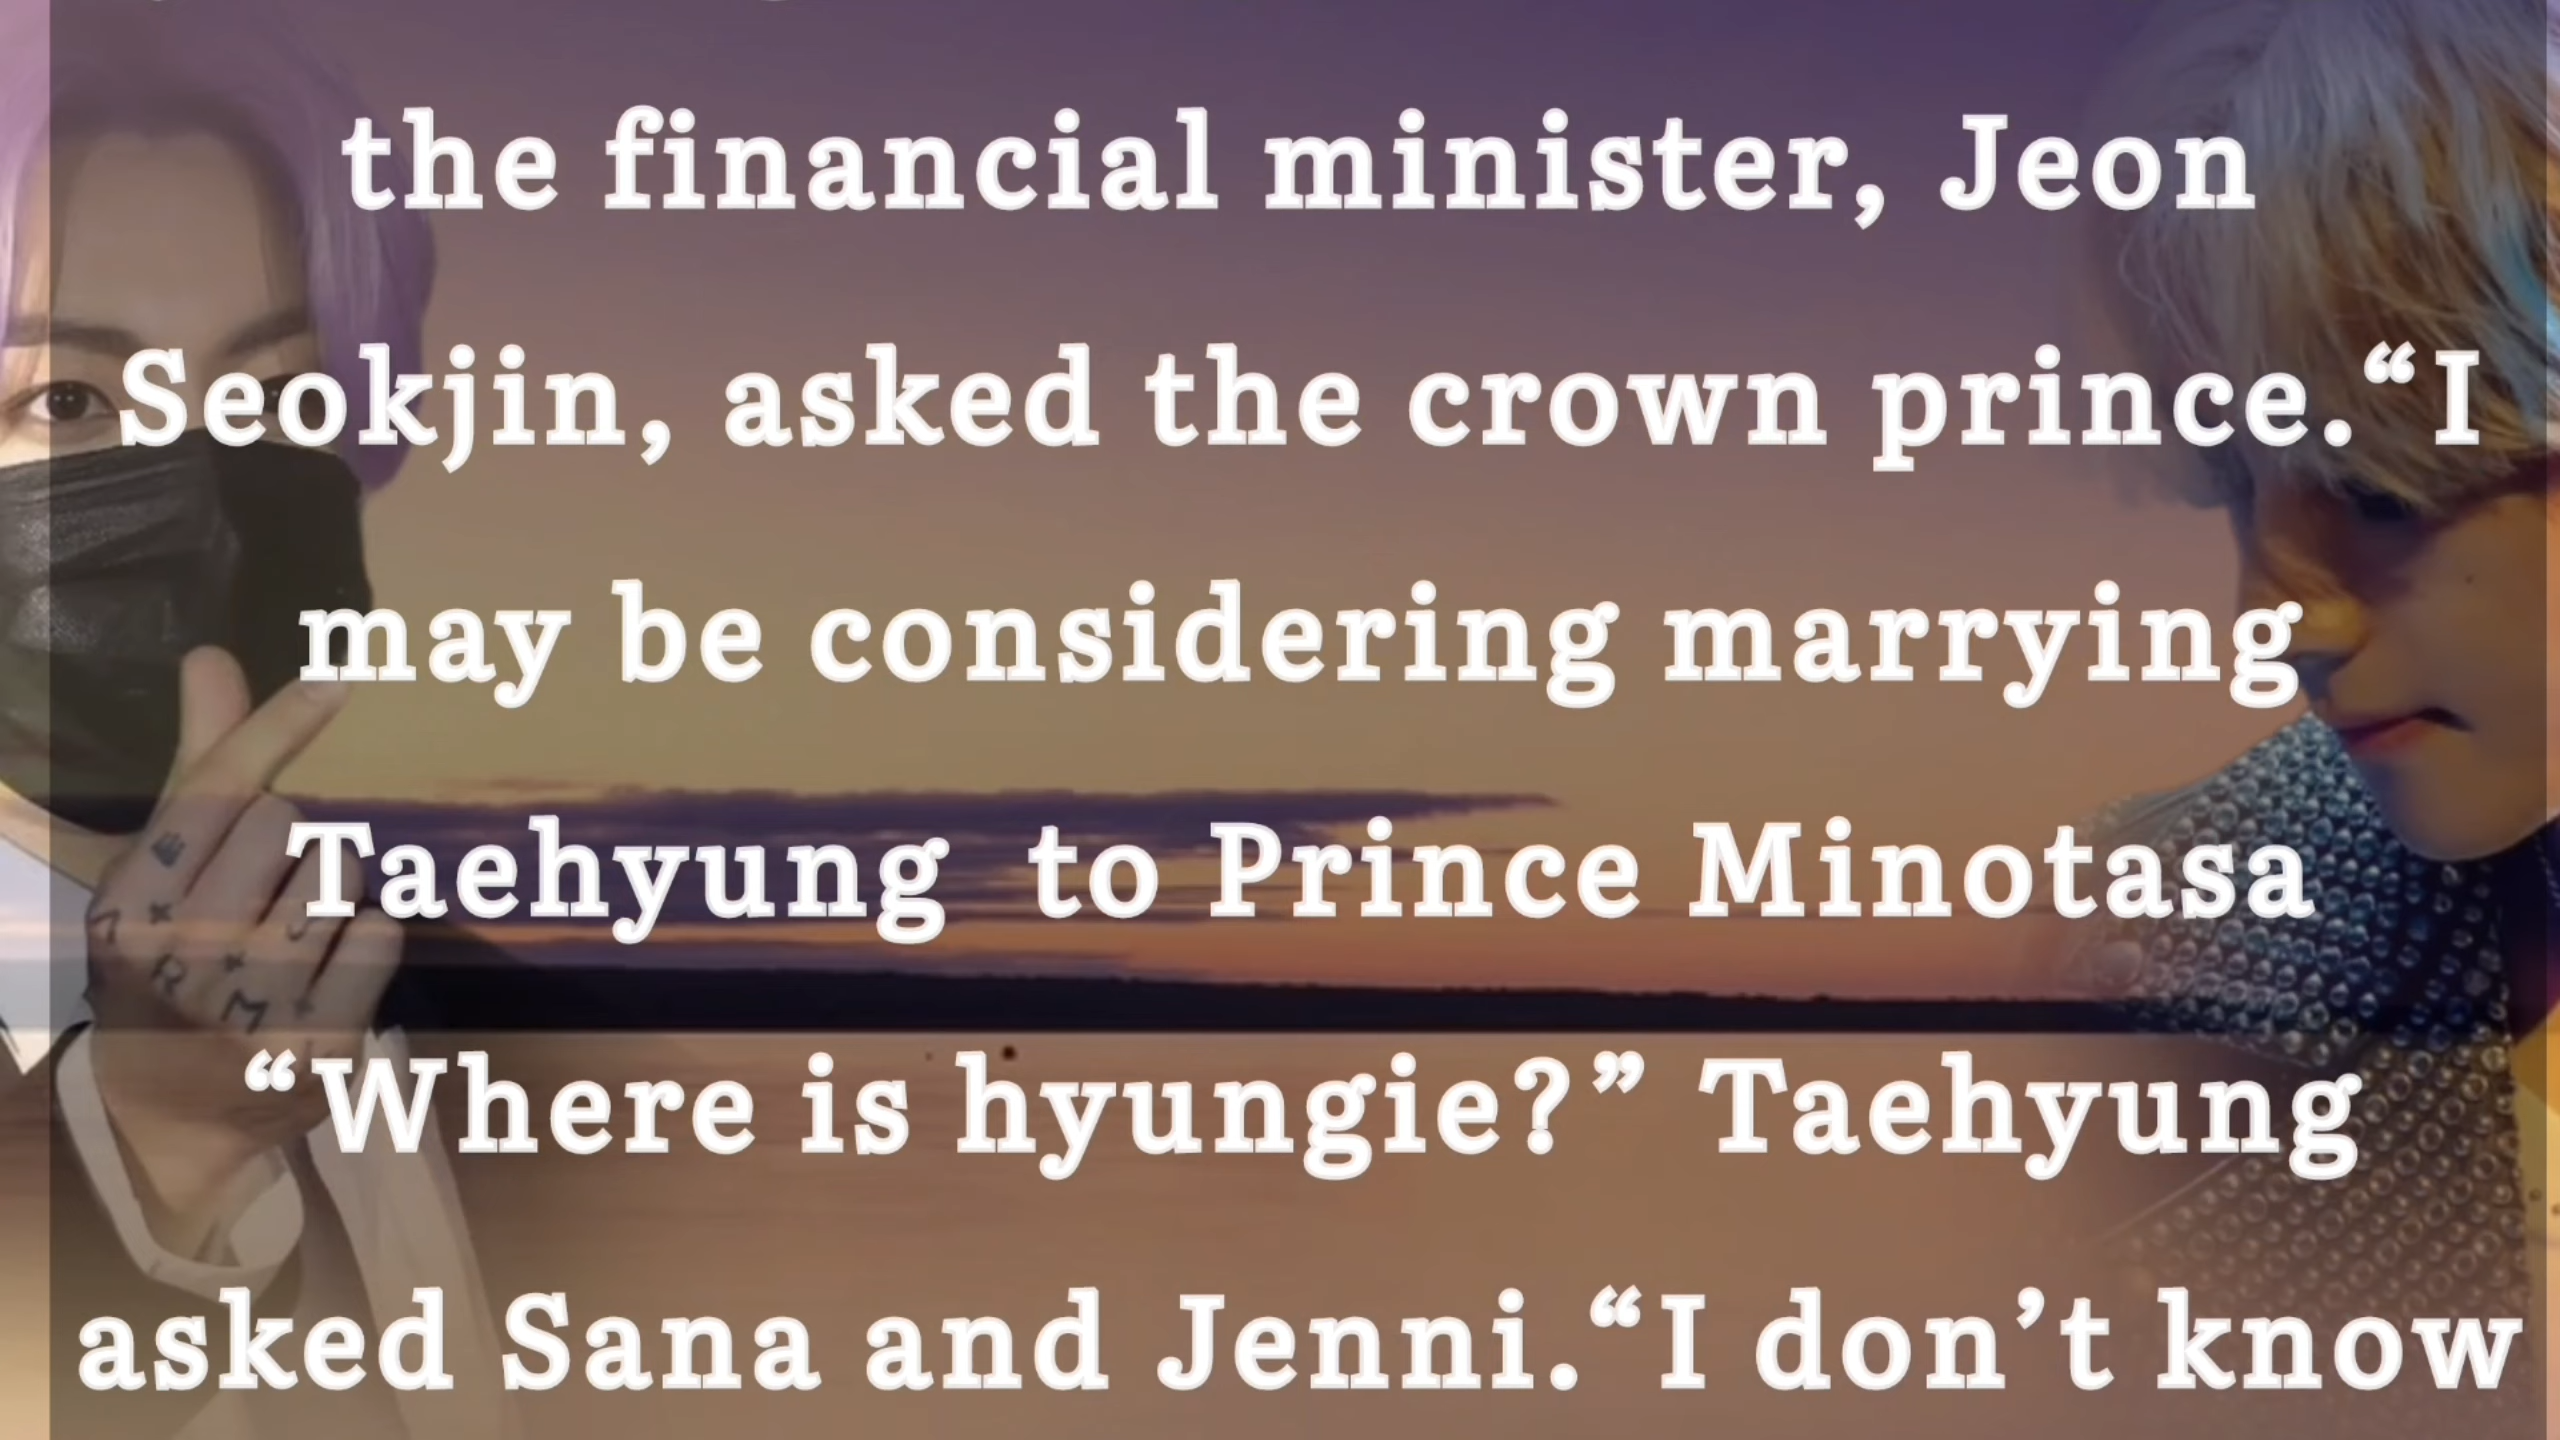 the financial minister, Jeon
Seokjin, asked the crown prince.“I
may be considering marrying
Taehyung  to Prince Minotasa
“Where is hyungie?” Taehyung
asked Sana and Jenni.“I don’t know